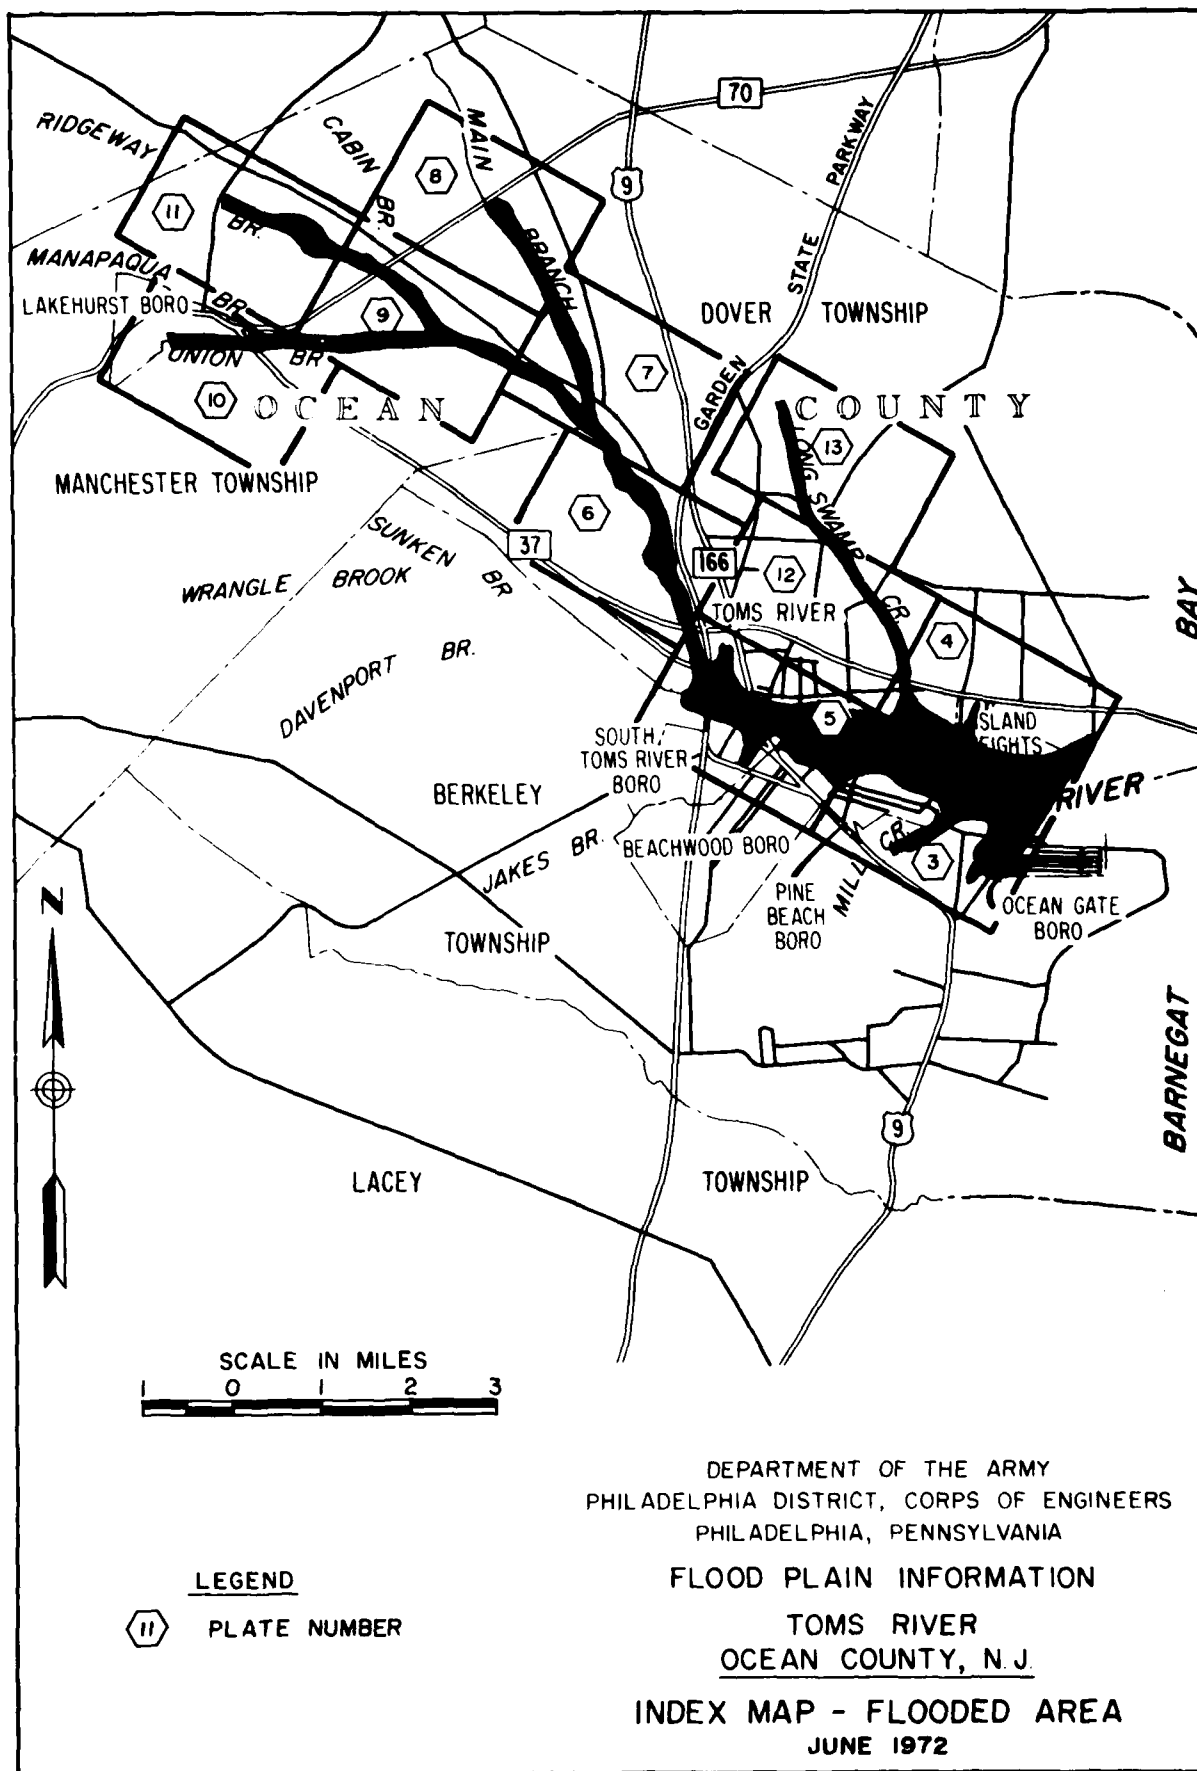 70
RIDGEWAY
BR.
CABIN
BR.
MAIN
BRANCH
8
9
GARDEN
STATE
PARKWAY
11
MANAPAQUA
BR.
LAKEHURST BORO
9
UNION
BR
DOVER TOWNSHIP
7
10
OCEAN
COUNTY
13
LONG SWAMP
CR.
MANCHESTER TOWNSHIP
6
37
SUNKEN
BR
166
12
WRANGLE BROOK
TOMS RIVER
4
BAY
DAVENPORT BR.
5
SOUTH
TOMS RIVER
BORO
SLAND
EIGHTS
BERKELEY
RIVER
JAKES BR.
BEACHWOOD BORO
MILL
CR.
3
PINE
BEACH
BORO
OCEAN GATE
BORO
N
TOWNSHIP
BARNEGAT
9
LACEY
TOWNSHIP
SCALE IN MILES
1 0 1 2 3
DEPARTMENT OF THE ARMY
PHILADELPHIA DISTRICT, CORPS OF ENGINEERS
PHILADELPHIA, PENNSYLVANIA
FLOOD PLAIN INFORMATION
TOMS RIVER
OCEAN COUNTY, N.J.
INDEX MAP - FLOODED AREA
JUNE 1972
LEGEND
11 PLATE NUMBER